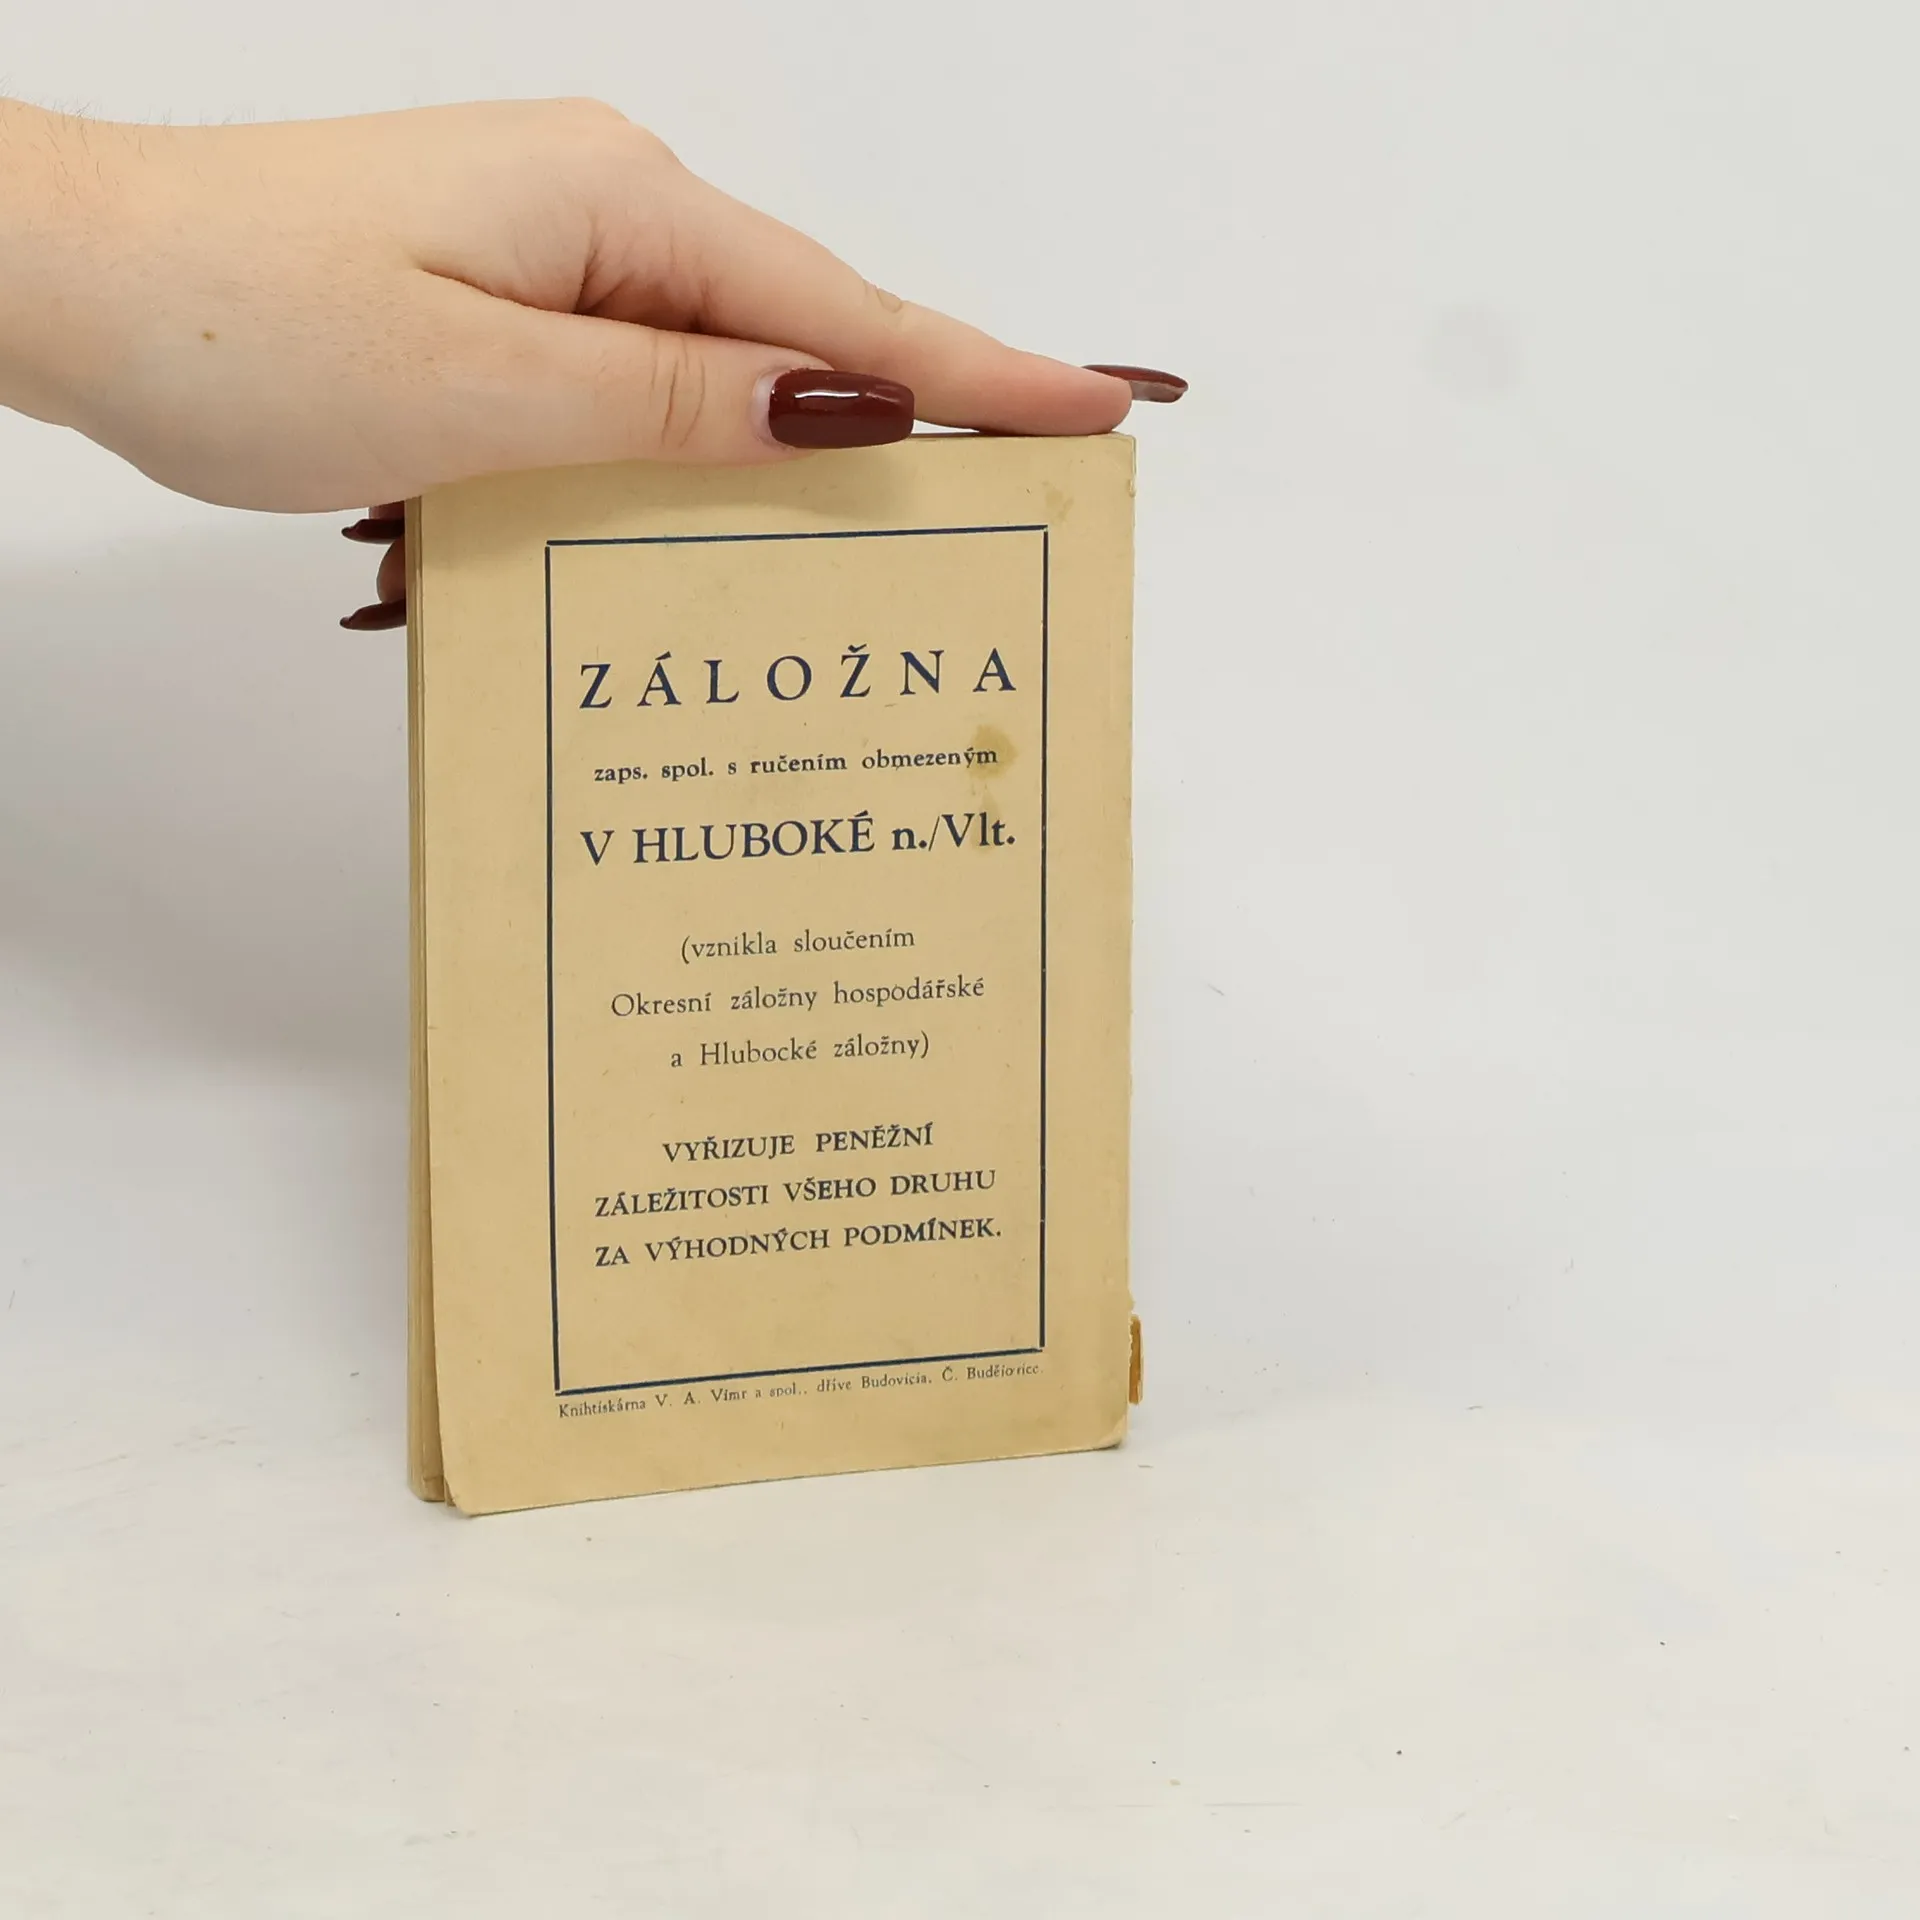 ZÁLOŽNA
zaps. spol. s ručením obmezeným
V HLUBOKÉ n./Vlt.
(vznikla sloučením
Okresní záložny hospodářské
a Hlubocké záložny)
VYŘIZUJE PENĚŽNÍ
ZÁLEŽITOSTI VŠEHO DRUHU
ZA VÝHODNÝCH PODMÍNEK.
Knihtiskárna V. A. Vimr a spol., dříve Budovicia, Č. Budějovice.